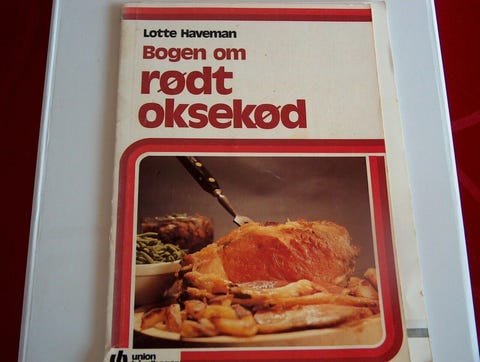 Lotte Haveman
Bogen om
rødt
oksekød
union